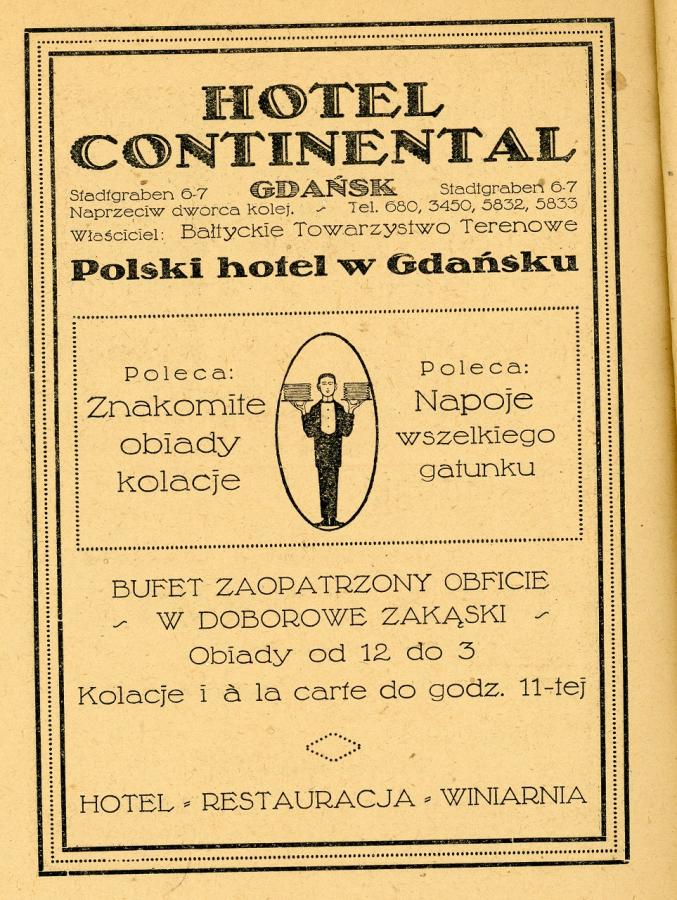 HOTEL
CONTINENTAL
Stadtgraben 6-7 GDAŃSK Stadtgraben 6-7
Naprzeciw dworca kolej. ~ Tel. 680, 3450, 5832, 5833
Właściciel: Bałtyckie Towarzystwo Terenowe
Polski hotel w Gdańsku
Poleca:
Znakomite
obiady
kolacje
Poleca:
Napoje
wszelkiego
gatunku
BUFET ZAOPATRZONY OBFICIE
~ W DOBOROWE ZAKĄSKI ~
Obiady od 12 do 3
Kolacje i à la carte do godz. 11-tej
HOTEL = RESTAURACJA = WINIARNIA